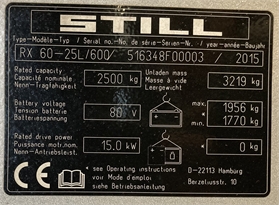 STILL
Type-Modèle-Typ / Serial no.-No. de série-Serien-Nr. / year-année-Baujahr
RX 60-25L/600/ 516348F00003 / 2015
Rated capacity
Capacité nominale
Nenn-Tragfähigkeit
2500 kg
Unladen mass
Masse à vide
Leergewicht
3219 kg
Battery voltage
Tension batterie
Batteriespannung
80 V
max. 1956 kg
min. 1770 kg
Rated drive power
Puissance motr.nom.
Nenn-Antriebsleist.
15.0 kW
0 kg
CE
see Operating instructions
voir Mode d'emploi
siehe Betriebsanleitung
D-22113 Hamburg
Berzeliusstr. 10